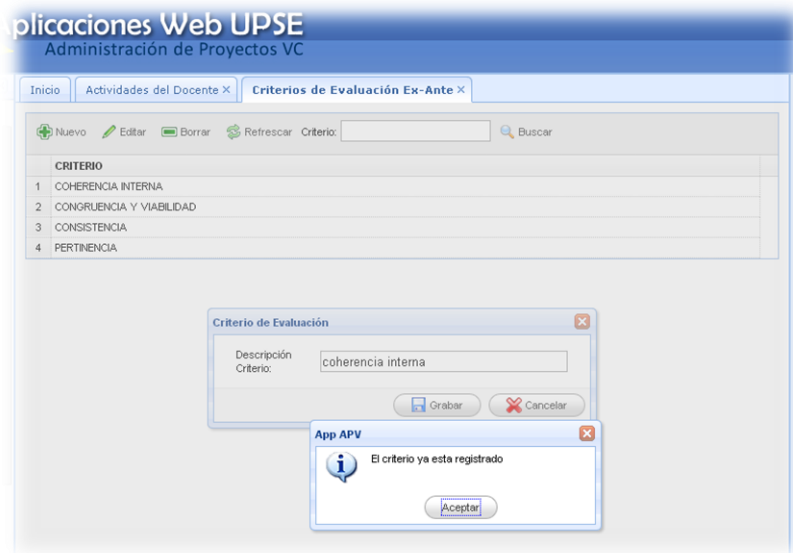 Aplicaciones Web UPSE
Administración de Proyectos VC
Inicio Actividades del Docente × Criterios de Evaluación Ex-Ante ×
Nuevo Editar Borrar Refrescar Criterio: Buscar
CRITERIO
1 COHERENCIA INTERNA
2 CONGRUENCIA Y VIABILIDAD
3 CONSISTENCIA
4 PERTINENCIA
Criterio de Evaluación
Descripción
Criterio:
coherencia interna
Grabar Cancelar
App APV
El criterio ya esta registrado
Aceptar